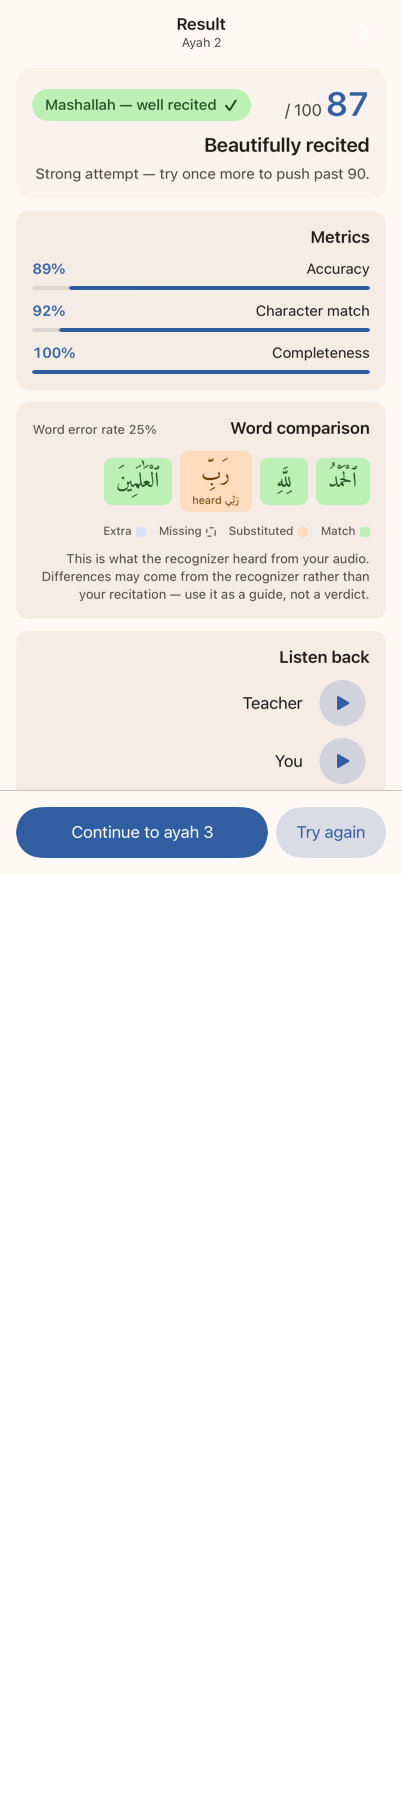 Result
Ayah 2
87 / 100
Mashallah — well recited ✓
Beautifully recited
Strong attempt — try once more to push past 90.
Metrics
Accuracy 89%
Character match 92%
Completeness 100%
Word comparison
Word error rate 25%
ٱلْحَمْدُ لِلَّهِ رَبِّ ٱلْعَٰلَمِينَ
heard رَبِّي
Match Substituted Missing Extra
This is what the recognizer heard from your audio.
Differences may come from the recognizer rather than
your recitation — use it as a guide, not a verdict.
Listen back
Teacher
You
Continue to ayah 3
Try again